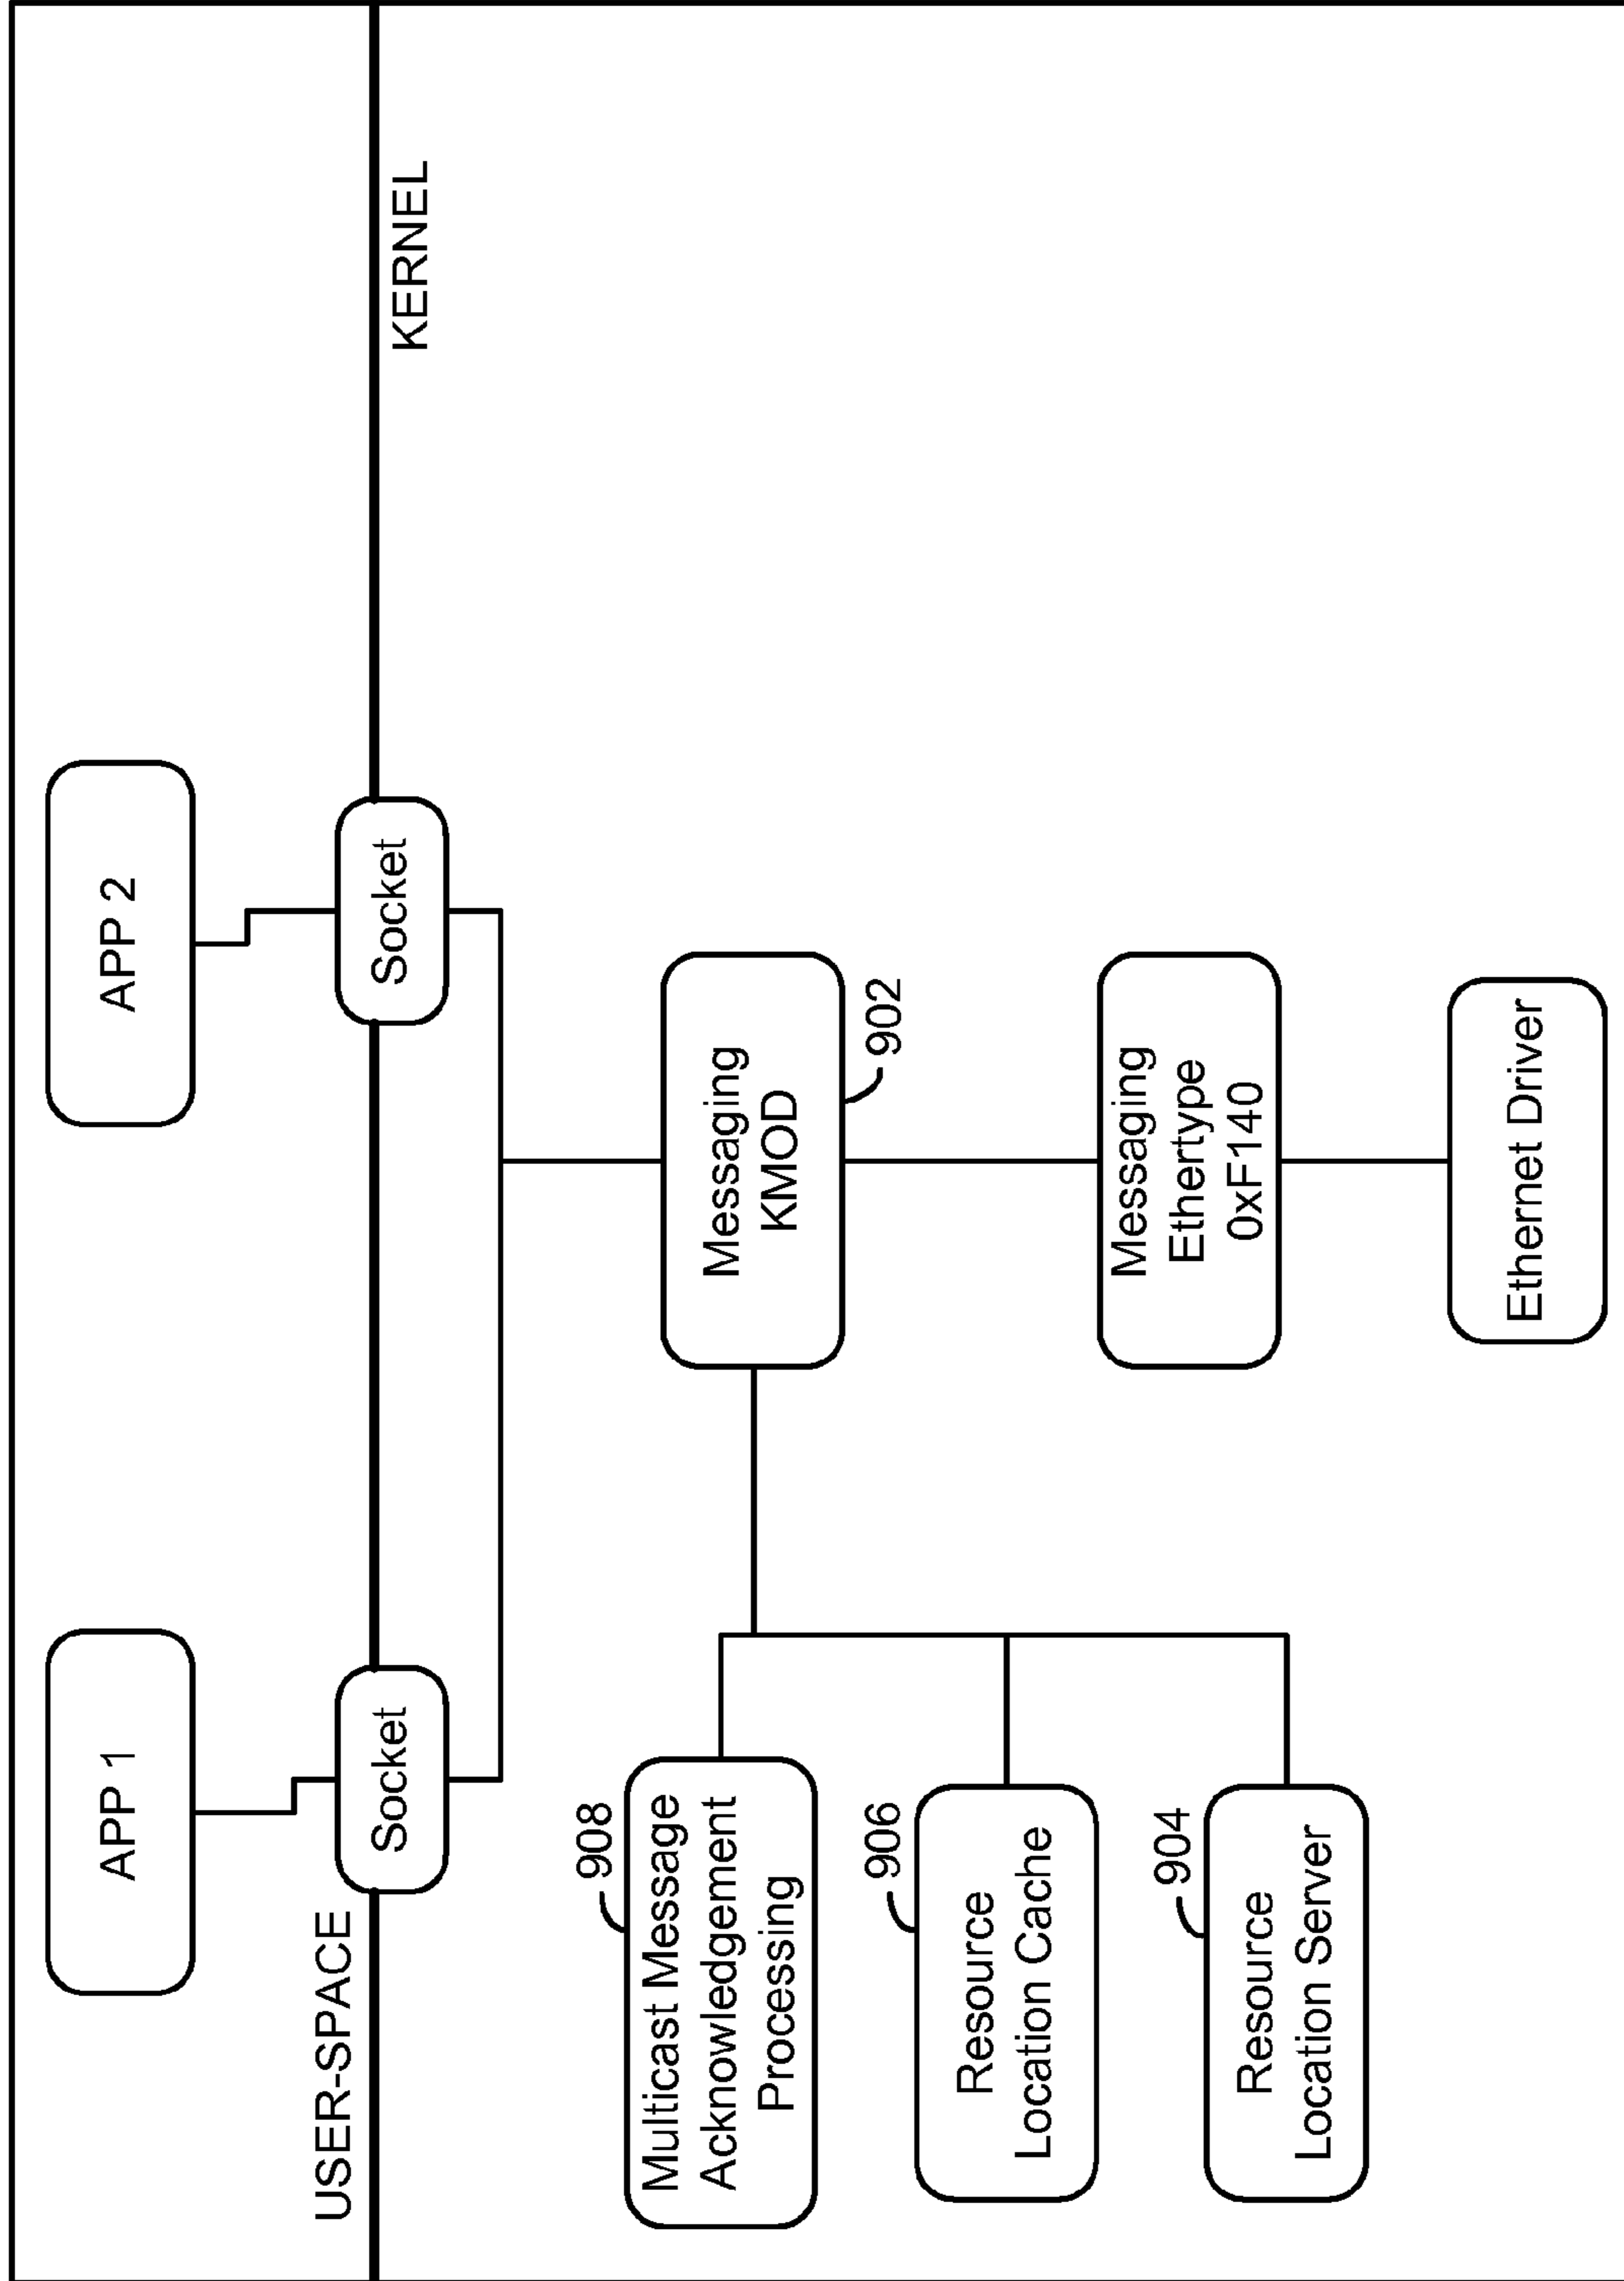 APP 1
APP 2
USER-SPACE
Socket
Socket
KERNEL
908
Multicast Message
Acknowledgement
Processing
Messaging
KMOD
902
906
Resource
Location Cache
904
Resource
Location Server
Messaging
Ethertype
0xF140
Ethernet Driver